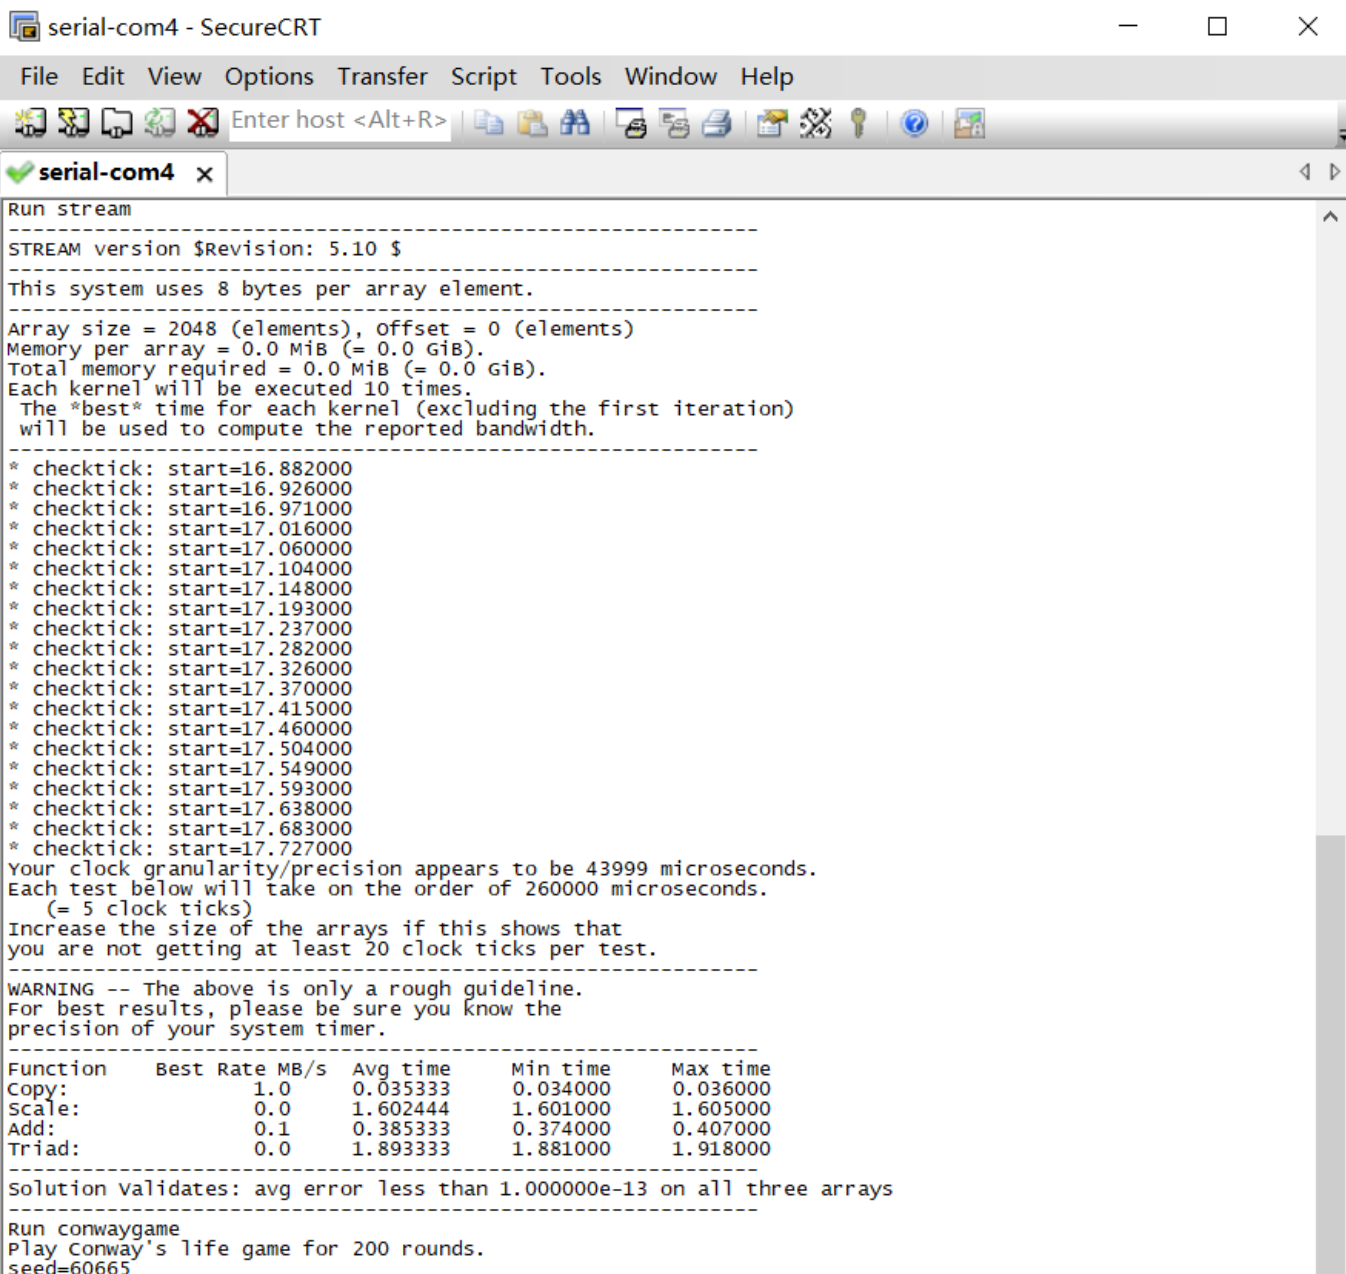 serial-com4 - SecureCRT
File Edit View Options Transfer Script Tools Window Help
Enter host <Alt+R>
serial-com4
Run stream
-------------------------------------------------------------
STREAM version $Revision: 5.10 $
-------------------------------------------------------------
This system uses 8 bytes per array element.
-------------------------------------------------------------
Array size = 2048 (elements), Offset = 0 (elements)
Memory per array = 0.0 MiB (= 0.0 GiB).
Total memory required = 0.0 MiB (= 0.0 GiB).
Each kernel will be executed 10 times.
The *best* time for each kernel (excluding the first iteration)
will be used to compute the reported bandwidth.
-------------------------------------------------------------
* checktick: start=16.882000
* checktick: start=16.926000
* checktick: start=16.971000
* checktick: start=17.016000
* checktick: start=17.060000
* checktick: start=17.104000
* checktick: start=17.148000
* checktick: start=17.193000
* checktick: start=17.237000
* checktick: start=17.282000
* checktick: start=17.326000
* checktick: start=17.370000
* checktick: start=17.415000
* checktick: start=17.460000
* checktick: start=17.504000
* checktick: start=17.549000
* checktick: start=17.593000
* checktick: start=17.638000
* checktick: start=17.683000
* checktick: start=17.727000
Your clock granularity/precision appears to be 43999 microseconds.
Each test below will take on the order of 260000 microseconds.
(= 5 clock ticks)
Increase the size of the arrays if this shows that
you are not getting at least 20 clock ticks per test.
-------------------------------------------------------------
WARNING -- The above is only a rough guideline.
For best results, please be sure you know the
precision of your system timer.
-------------------------------------------------------------
Function Best Rate MB/s Avg time Min time Max time
Copy: 1.0 0.035333 0.034000 0.036000
Scale: 0.0 1.602444 1.601000 1.605000
Add: 0.1 0.385333 0.374000 0.407000
Triad: 0.0 1.893333 1.881000 1.918000
-------------------------------------------------------------
Solution Validates: avg error less than 1.000000e-13 on all three arrays
-------------------------------------------------------------
Run conwaygame
Play Conway's life game for 200 rounds.
seed=60665